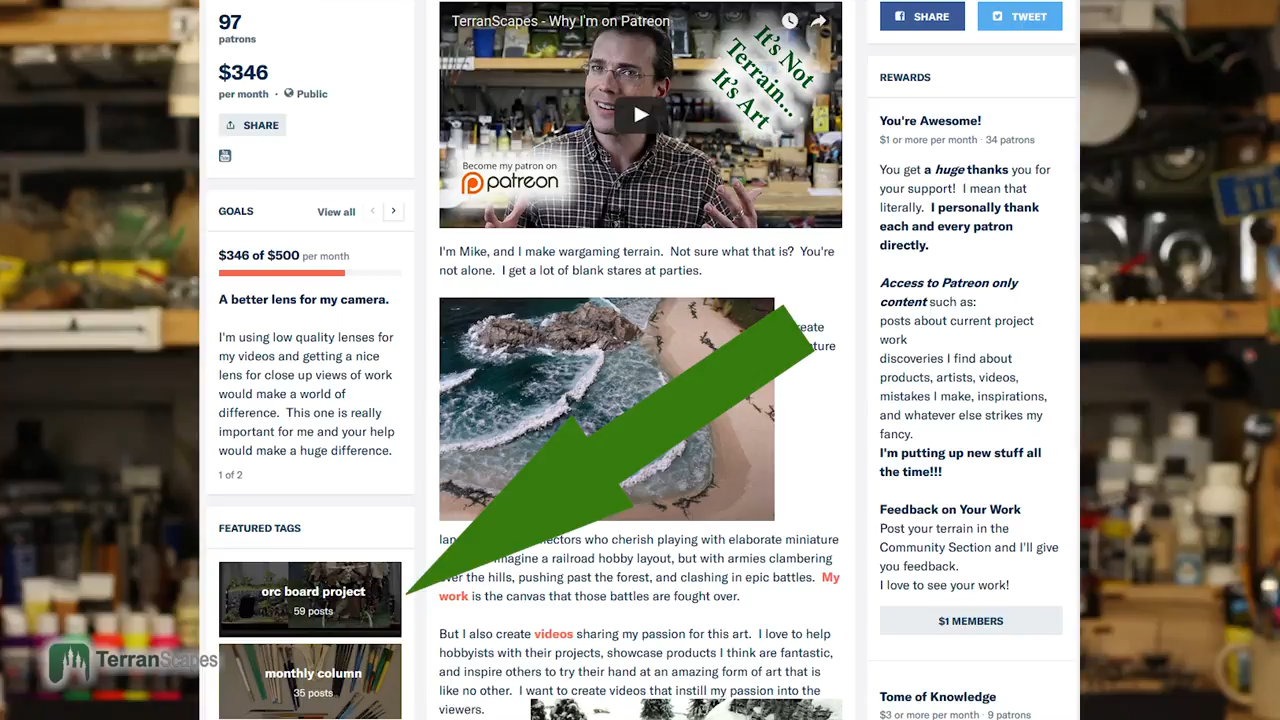 97
patrons
$346
per month · Public
SHARE
GOALS
View all
$346 of $500 per month
A better lens for my camera.
I'm using low quality lenses for
my videos and getting a nice
lens for close up views of work
would make a world of
difference. This one is really
important for me and your help
would make a huge difference.
1 of 2
FEATURED TAGS
orc board project
59 posts
monthly column
35 posts
TerranScapes
TerranScapes - Why I'm on Patreon
It's Not
Terrain...
It's Art
Become my patron on
patreon
I'm Mike, and I make wargaming terrain. Not sure what that is? You're
not alone. I get a lot of blank stares at parties.
who cherish playing with elaborate miniature
a railroad hobby layout, but with armies clambering
the hills, pushing past the forest, and clashing in epic battles. My
work is the canvas that those battles are fought over.
But I also create videos sharing my passion for this art. I love to help
hobbyists with their projects, showcase products I think are fantastic,
and inspire others to try their hand at an amazing form of art that is
like no other. I want to create videos that instill my passion into the
viewers.
SHARE
TWEET
REWARDS
You're Awesome!
$1 or more per month · 34 patrons
You get a huge thanks you for
your support! I mean that
literally. I personally thank
each and every patron
directly.
Access to Patreon only
content such as:
posts about current project
work
discoveries I find about
products, artists, videos,
mistakes I make, inspirations,
and whatever else strikes my
fancy.
I'm putting up new stuff all
the time!!!
Feedback on Your Work
Post your terrain in the
Community Section and I'll give
you feedback.
I love to see your work!
$1 MEMBERS
Tome of Knowledge
$3 or more per month · 9 patrons